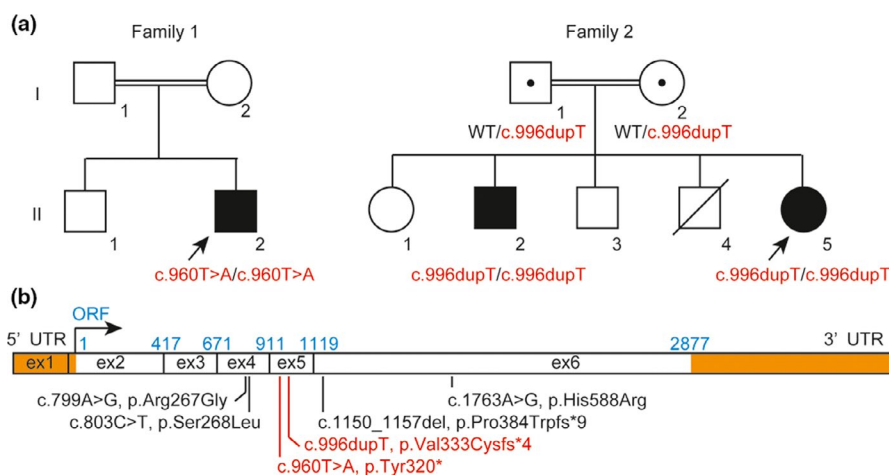 (a)
Family 1
Family 2
I
1
2
1
2
WT/c.996dupT
WT/c.996dupT
II
1
2
1
2
3
4
5
c.960T>A/c.960T>A
c.996dupT/c.996dupT
c.996dupT/c.996dupT
(b)
ORF
5' UTR
1
417
671
911
1119
2877
3' UTR
ex1
ex2
ex3
ex4
ex5
ex6
c.799A>G, p.Arg267Gly
c.1763A>G, p.His588Arg
c.803C>T, p.Ser268Leu
c.1150_1157del, p.Pro384Trpfs*9
c.996dupT, p.Val333Cysfs*4
c.960T>A, p.Tyr320*